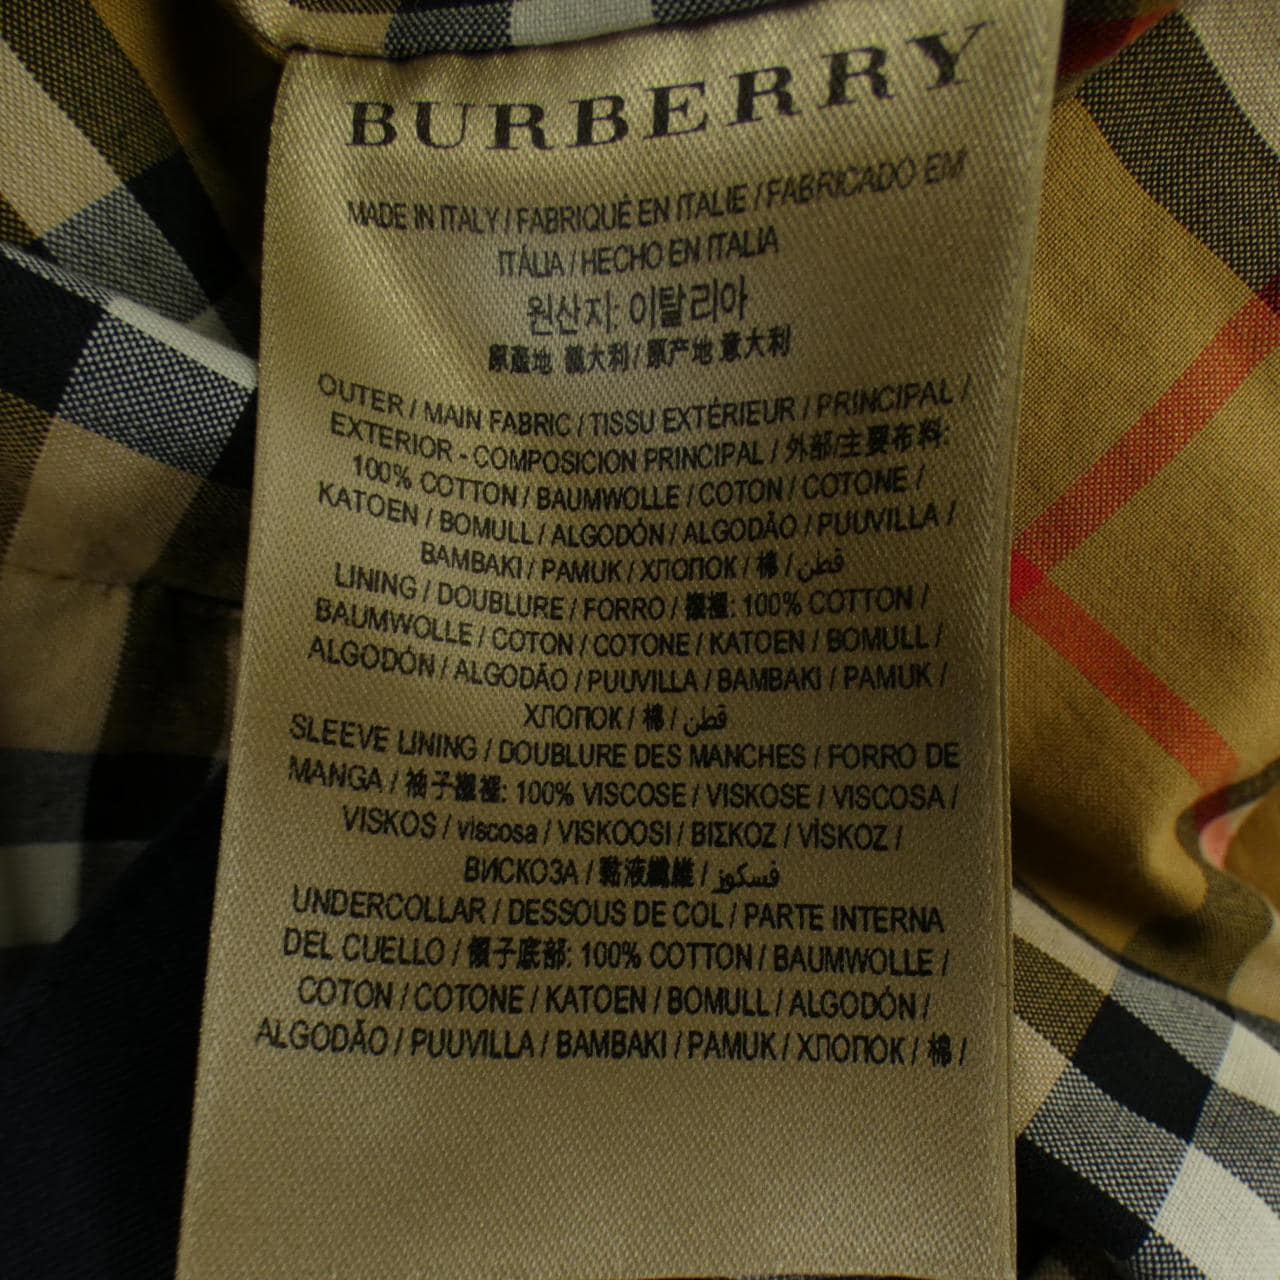 BURBERRY
MADE IN ITALY / FABRIQUÉ EN ITALIE / FABRICADO EM
ITÁLIA / HECHO EN ITALIA
원산지: 이탈리아
原產地 義大利 / 原产地 意大利
OUTER / MAIN FABRIC / TISSU EXTÉRIEUR / PRINCIPAL /
EXTERIOR - COMPOSICION PRINCIPAL / 外部/主要布料:
100% COTTON / BAUMWOLLE / COTON / COTONE /
KATOEN / BOMULL / ALGODÓN / ALGODÃO / PUUVILLA /
BAMBAKI / PAMUK / ХЛОПОК / 棉 / قطن
LINING / DOUBLURE / FORRO / 襯裡: 100% COTTON /
BAUMWOLLE / COTON / COTONE / KATOEN / BOMULL /
ALGODÓN / ALGODÃO / PUUVILLA / BAMBAKI / PAMUK /
ХЛОПОК / 棉 / قطن
SLEEVE LINING / DOUBLURE DES MANCHES / FORRO DE
MANGA / 袖子襯裡: 100% VISCOSE / VISKOSE / VISCOSA /
VISKOS / viscosa / VISKOOSI / ΒΙΣΚΟΖ / VİSKOZ /
ВИСКОЗА / 黏液纖維 / فسكوز
UNDERCOLLAR / DESSOUS DE COL / PARTE INTERNA
DEL CUELLO / 領子底部: 100% COTTON / BAUMWOLLE /
COTON / COTONE / KATOEN / BOMULL / ALGODÓN /
ALGODÃO / PUUVILLA / BAMBAKI / PAMUK / ХЛОПОК / 棉 /